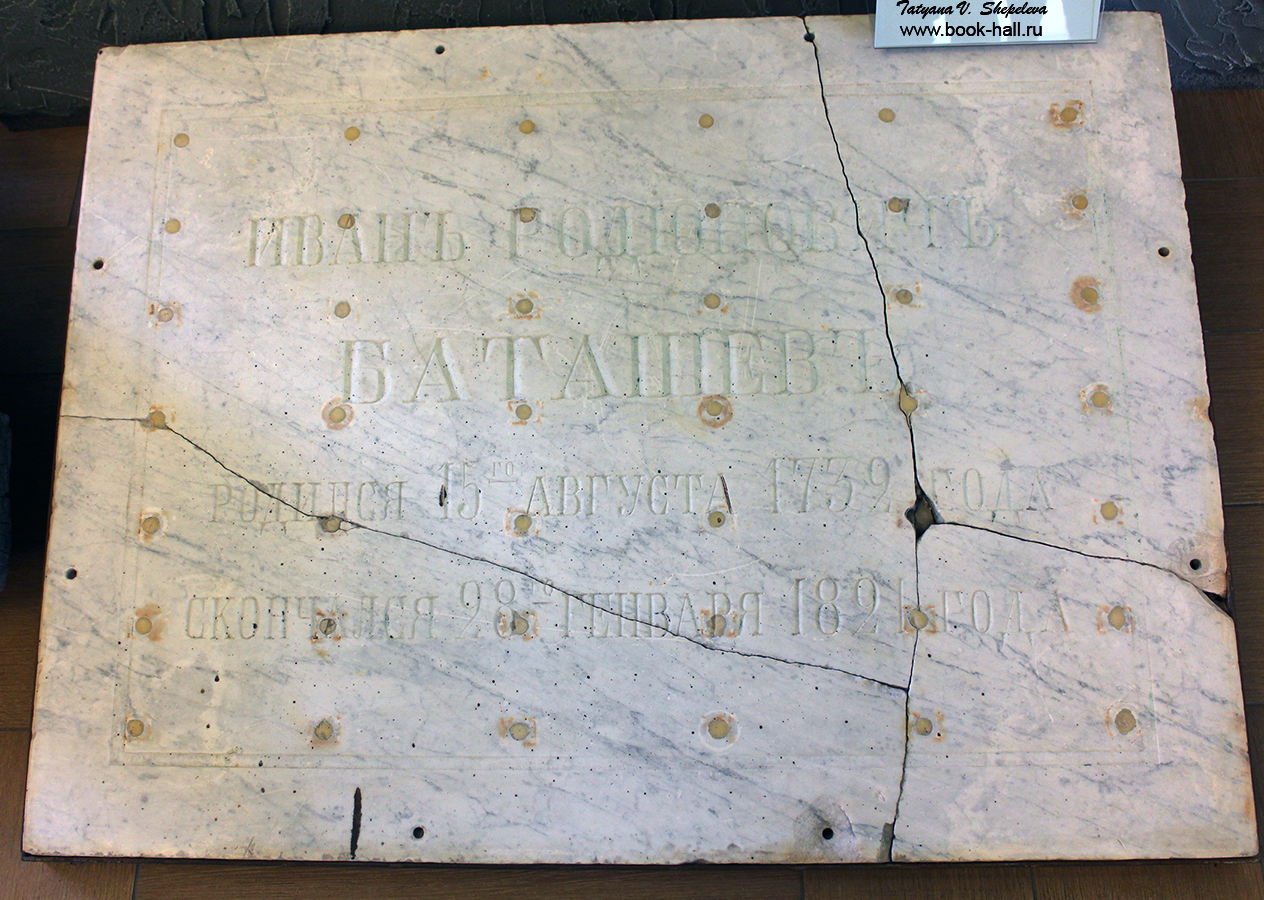 Tatyana V. Shepeleva
www.book-hall.ru
ИВАНЪ РОДІОНОВИЧЪ
БАТАШЕВЪ
РОДИЛСЯ 15го АВГУСТА 1732 ГОДА
СКОНЧАЛСЯ 28го ГЕНВАРЯ 1821 ГОДА